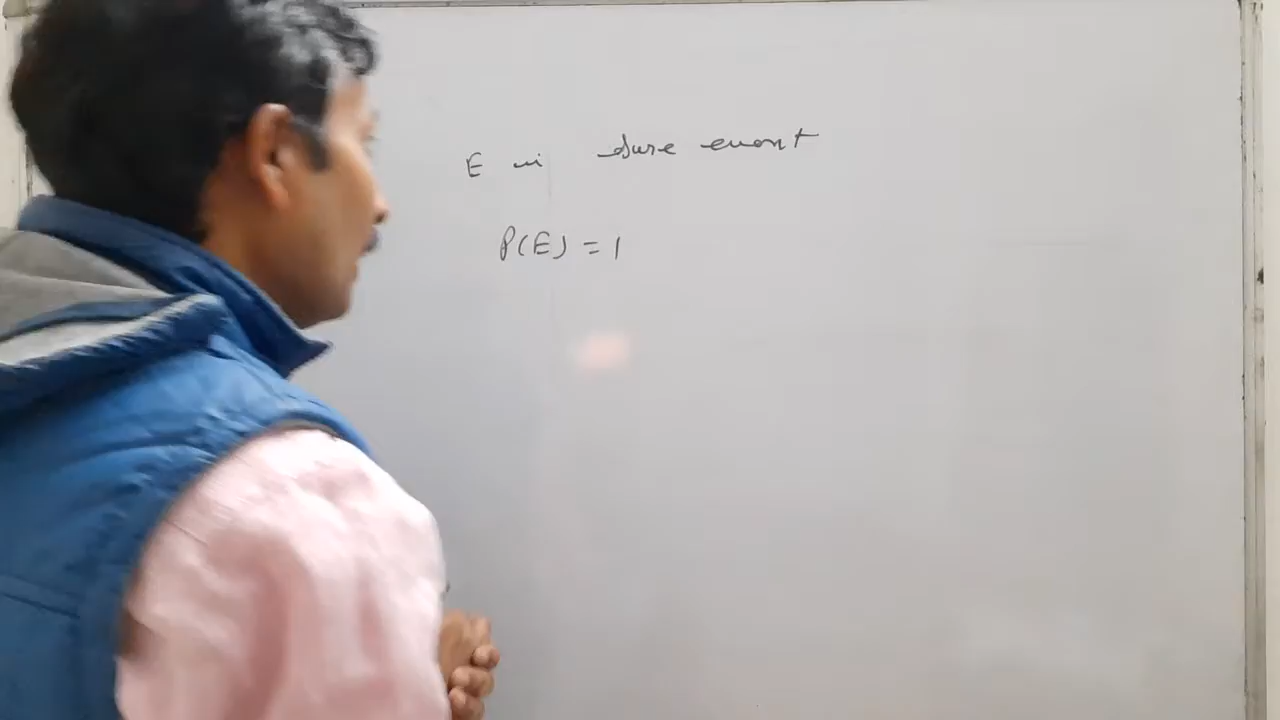 E is sure event
P(E) = 1